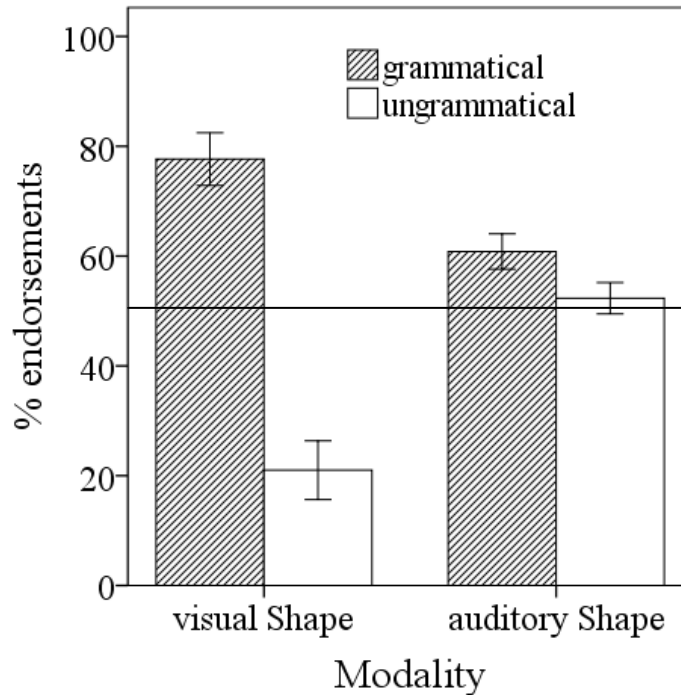 100
80
60
40
20
0
% endorsements
grammatical
ungrammatical
visual Shape
auditory Shape
Modality